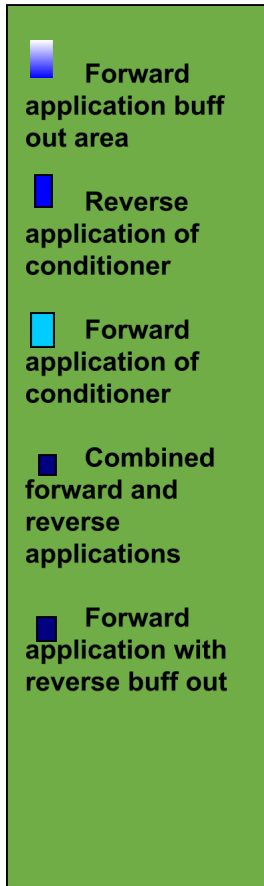 Forward
application buff
out area
Reverse
application of
conditioner
Forward
application of
conditioner
Combined
forward and
reverse
applications
Forward
application with
reverse buff out